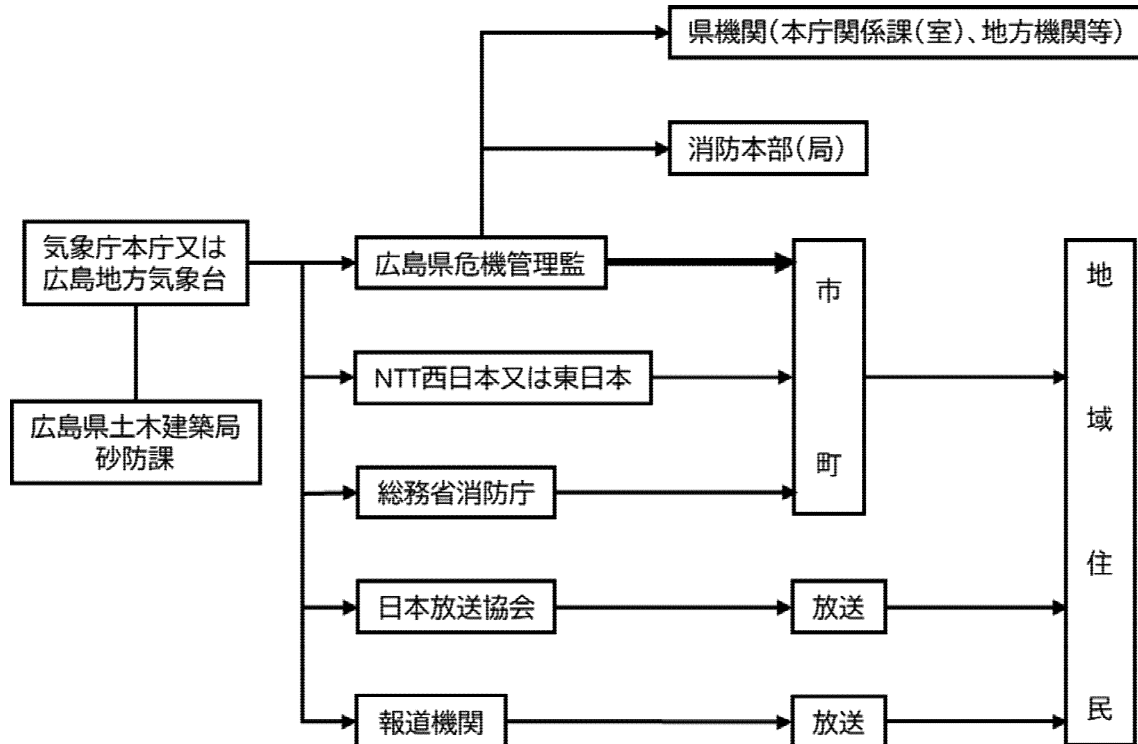 県機関(本庁関係課(室)、地方機関等)
消防本部(局)
気象庁本庁又は
広島地方気象台
広島県危機管理監
市町
地域住民
NTT西日本又は東日本
広島県土木建築局
砂防課
総務省消防庁
日本放送協会
放送
報道機関
放送